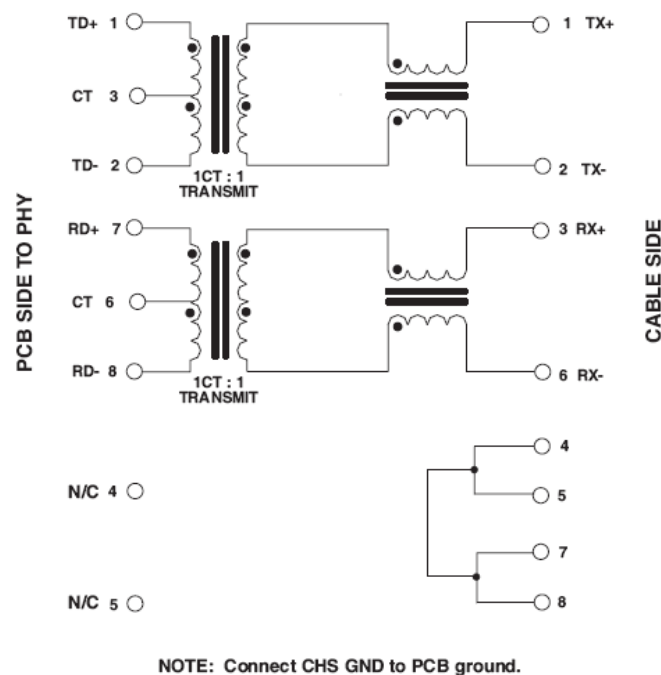 TD+ 1
1 TX+
CT 3
TD- 2
2 TX-
1CT : 1
TRANSMIT
RD+ 7
3 RX+
CT 6
RD- 8
6 RX-
1CT : 1
TRANSMIT
PCB SIDE TO PHY
CABLE SIDE
4
N/C 4
5
7
N/C 5
8
NOTE: Connect CHS GND to PCB ground.